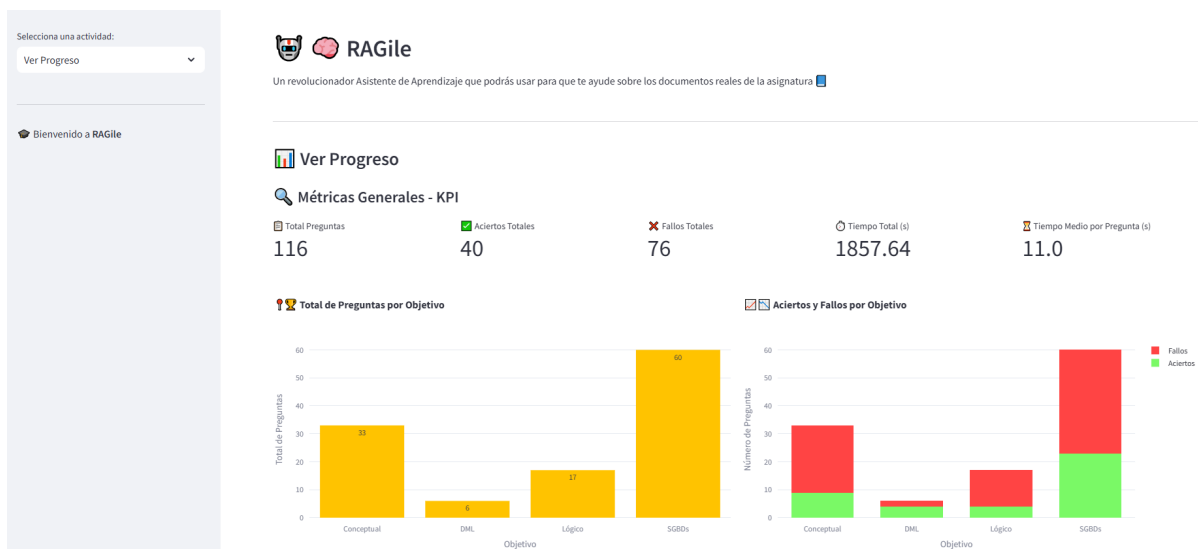 Selecciona una actividad:
Ver Progreso
🎓 Bienvenido a RAGile
🤖 🧠 RAGile
Un revolucionador Asistente de Aprendizaje que podrás usar para que te ayude sobre los documentos reales de la asignatura 📘
📊 Ver Progreso
🔍 Métricas Generales - KPI
📋 Total Preguntas
116
✅ Aciertos Totales
40
❌ Fallos Totales
76
⏱ Tiempo Total (s)
1857.64
⏳ Tiempo Medio por Pregunta (s)
11.0
📍🏆 Total de Preguntas por Objetivo
Total de Preguntas
60
50
40
30
20
10
0
33
6
17
60
Conceptual
DML
Lógico
SGBDs
Objetivo
📈📉 Aciertos y Fallos por Objetivo
Número de Preguntas
60
50
40
30
20
10
0
Conceptual
DML
Lógico
SGBDs
Objetivo
Fallos
Aciertos